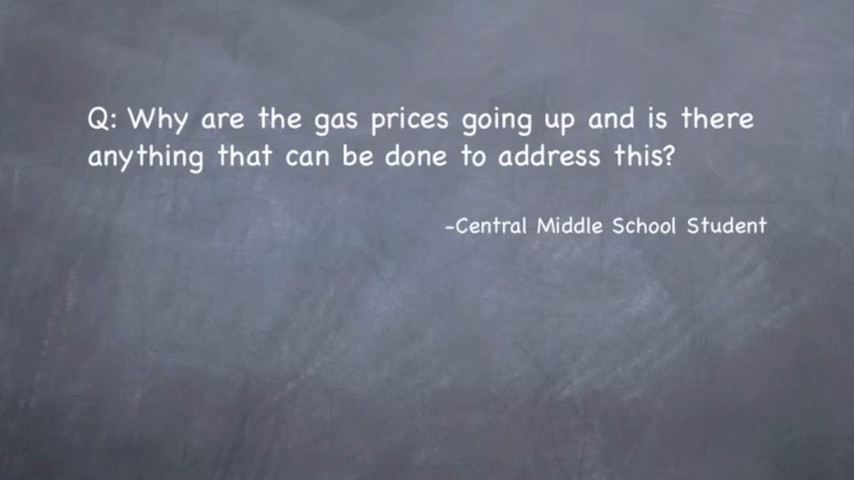 Q: Why are the gas prices going up and is there
anything that can be done to address this?
-Central Middle School Student